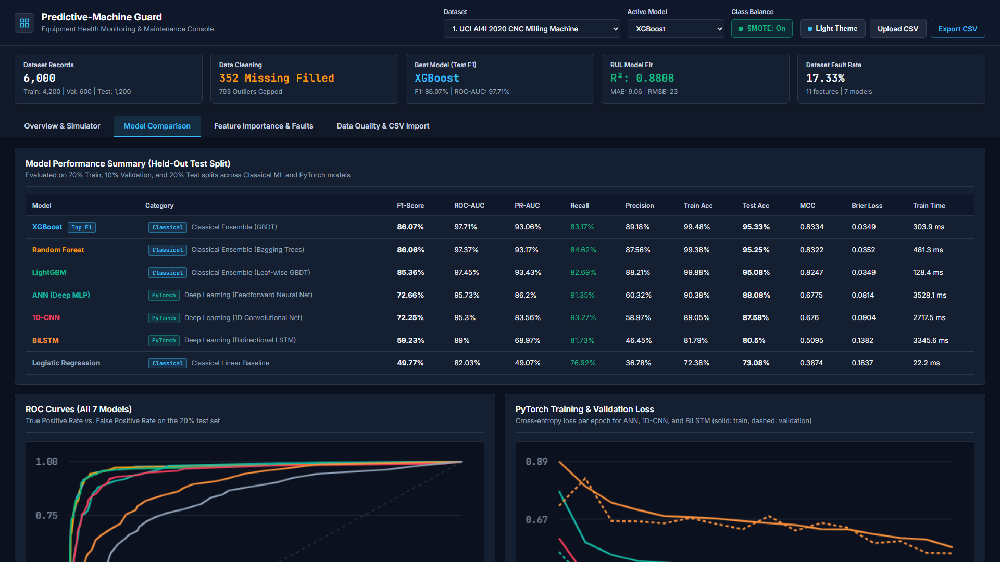 Predictive-Machine Guard
Equipment Health Monitoring & Maintenance Console
Dataset
1. UCI AI4I 2020 CNC Milling Machine
Active Model
XGBoost
Class Balance
SMOTE: On
Light Theme
Upload CSV
Export CSV
Dataset Records
6,000
Train: 4,200 | Val: 600 | Test: 1,200
Data Cleaning
352 Missing Filled
793 Outliers Capped
Best Model (Test F1)
XGBoost
F1: 86.07% | ROC-AUC: 97.71%
RUL Model Fit
R²: 0.8808
MAE: 9.06 | RMSE: 23
Dataset Fault Rate
17.33%
11 features | 7 models
Overview & Simulator
Model Comparison
Feature Importance & Faults
Data Quality & CSV Import
Model Performance Summary (Held-Out Test Split)
Evaluated on 70% Train, 10% Validation, and 20% Test splits across Classical ML and PyTorch models
Model Category F1-Score ROC-AUC PR-AUC Recall Precision Train Acc Test Acc MCC Brier Loss Train Time
XGBoost Top F1 Classical Classical Ensemble (GBDT) 86.07% 97.71% 93.06% 83.17% 89.18% 99.48% 95.33% 0.8334 0.0349 303.9 ms
Random Forest Classical Classical Ensemble (Bagging Trees) 86.06% 97.37% 93.17% 84.62% 87.56% 99.38% 95.25% 0.8322 0.0352 481.3 ms
LightGBM Classical Classical Ensemble (Leaf-wise GBDT) 85.36% 97.45% 93.43% 82.69% 88.21% 99.88% 95.08% 0.8247 0.0349 128.4 ms
ANN (Deep MLP) PyTorch Deep Learning (Feedforward Neural Net) 72.66% 95.73% 86.2% 91.35% 60.32% 90.38% 88.08% 0.6775 0.0814 3528.1 ms
1D-CNN PyTorch Deep Learning (1D Convolutional Net) 72.25% 95.3% 83.56% 93.27% 58.97% 89.05% 87.58% 0.676 0.0904 2717.5 ms
BiLSTM PyTorch Deep Learning (Bidirectional LSTM) 59.23% 89% 68.97% 81.73% 46.45% 81.79% 80.5% 0.5095 0.1382 3345.6 ms
Logistic Regression Classical Classical Linear Baseline 49.77% 82.03% 49.07% 76.92% 36.78% 72.38% 73.08% 0.3874 0.1837 22.2 ms
ROC Curves (All 7 Models)
True Positive Rate vs. False Positive Rate on the 20% test set
1.00
0.75
PyTorch Training & Validation Loss
Cross-entropy loss per epoch for ANN, 1D-CNN, and BiLSTM (solid: train, dashed: validation)
0.89
0.67